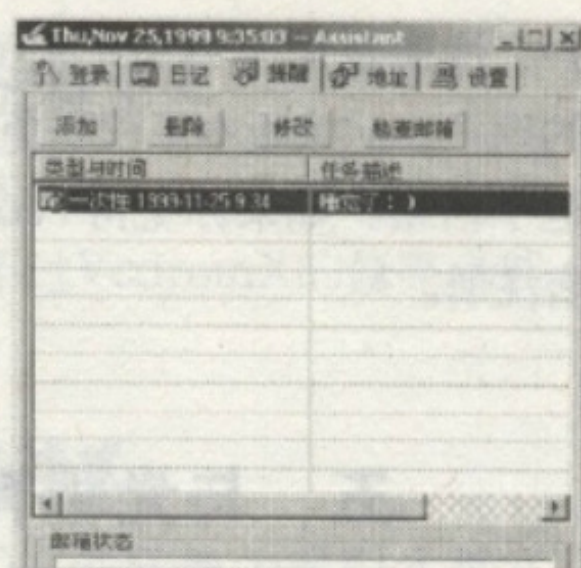 Thu,Nov 25,1999 9:35:03 -- Assistant
登录 日记 提醒 地址 设置
添加 删除 修改 检查邮箱
类型与时间 任务描述
一次性 1999-11-25 9:34 了：)
邮箱状态